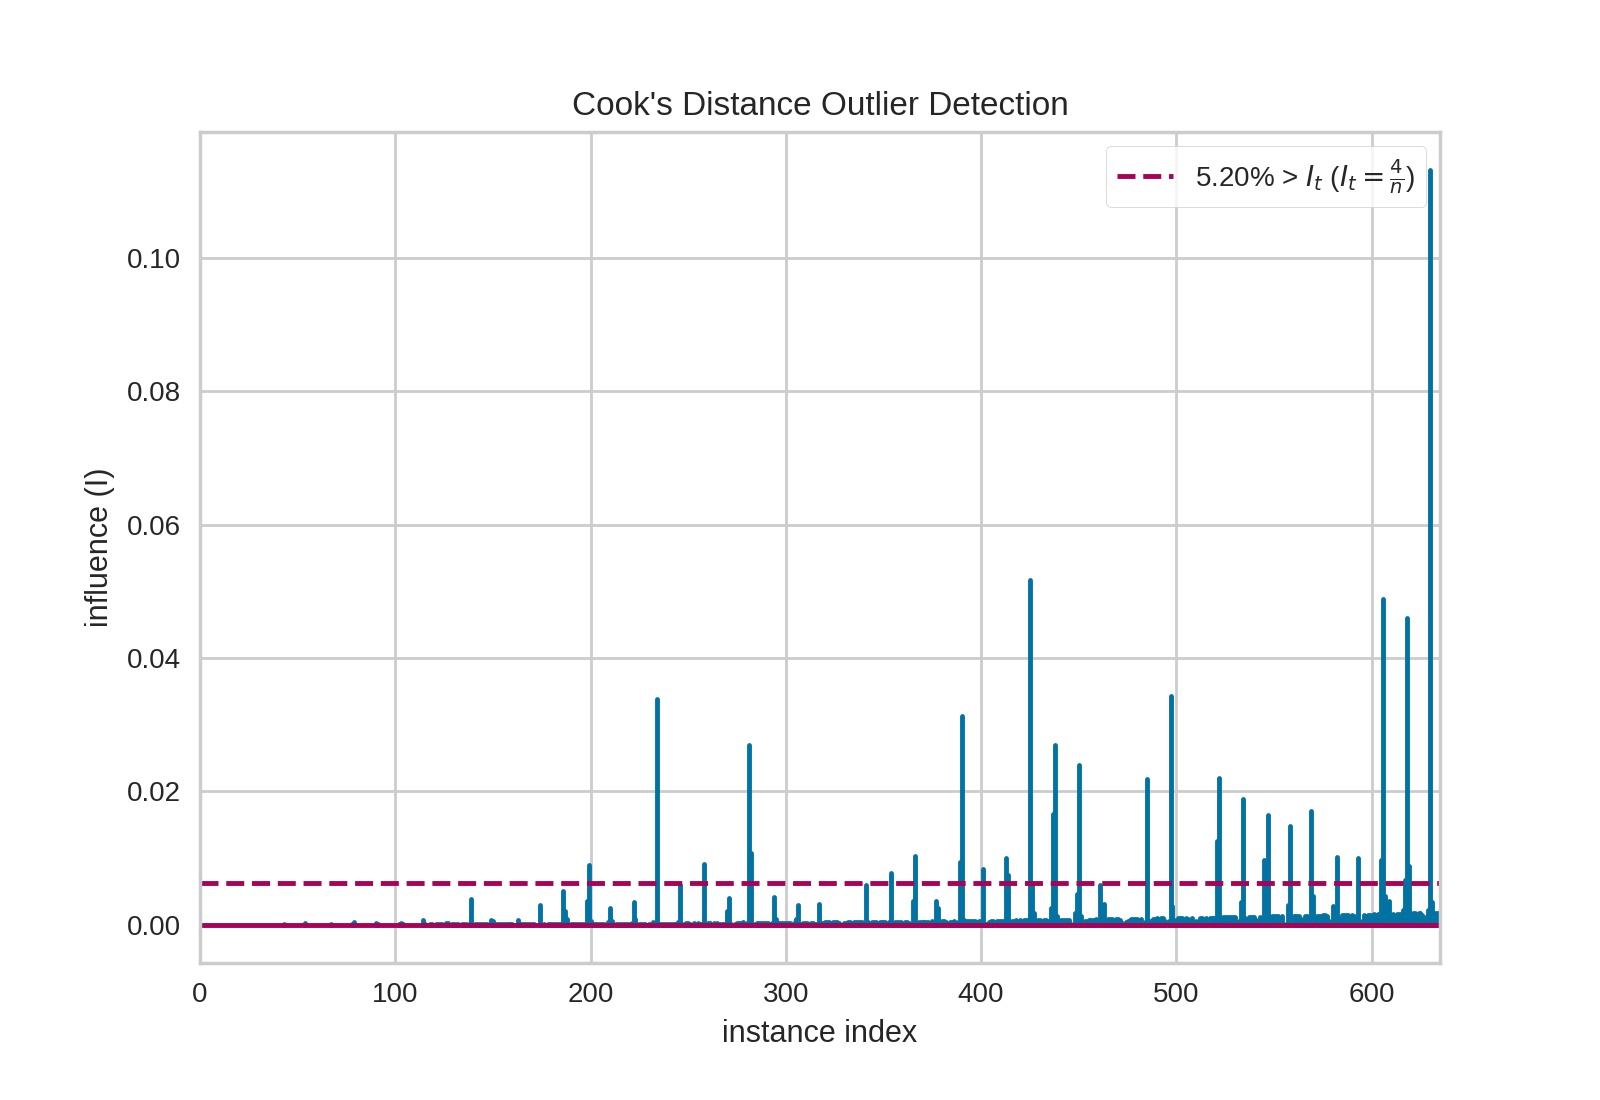 Cook's Distance Outlier Detection
5.20% > I_t (I_t = 4/n)
0.10
0.08
0.06
0.04
0.02
0.00
influence (I)
0 100 200 300 400 500 600
instance index